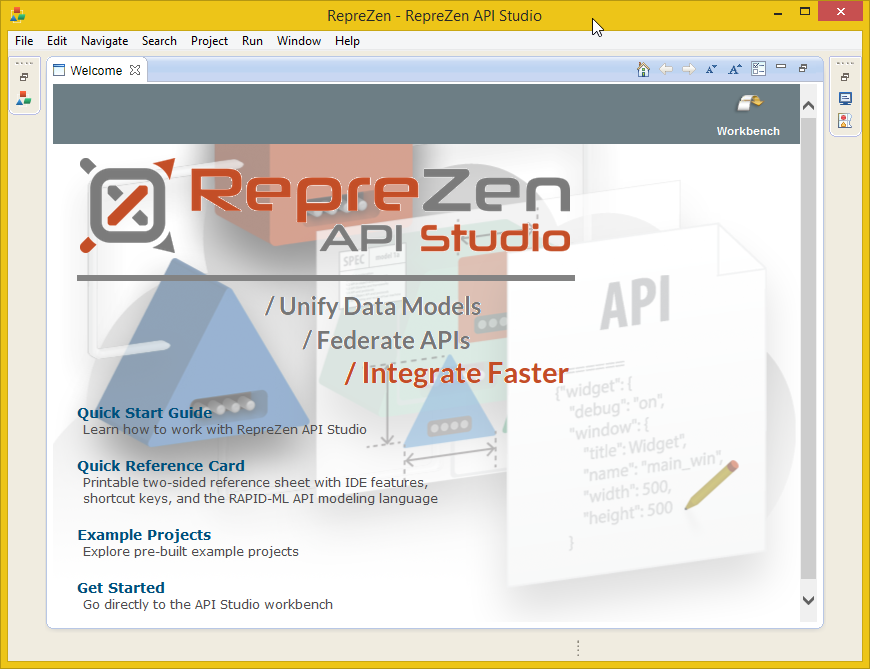 RepreZen - RepreZen API Studio
File Edit Navigate Search Project Run Window Help
Welcome
Workbench
RepreZen
API Studio
SPEC model 1x
/ Unify Data Models
/ Federate APIs
/ Integrate Faster
API
{"widget": {
"debug": "on",
"window": {
"title": Widget",
"name": "main_win",
"width": 500,
"height": 500
}
Quick Start Guide
Learn how to work with RepreZen API Studio
Quick Reference Card
Printable two-sided reference sheet with IDE features,
shortcut keys, and the RAPID-ML API modeling language
Example Projects
Explore pre-built example projects
Get Started
Go directly to the API Studio workbench